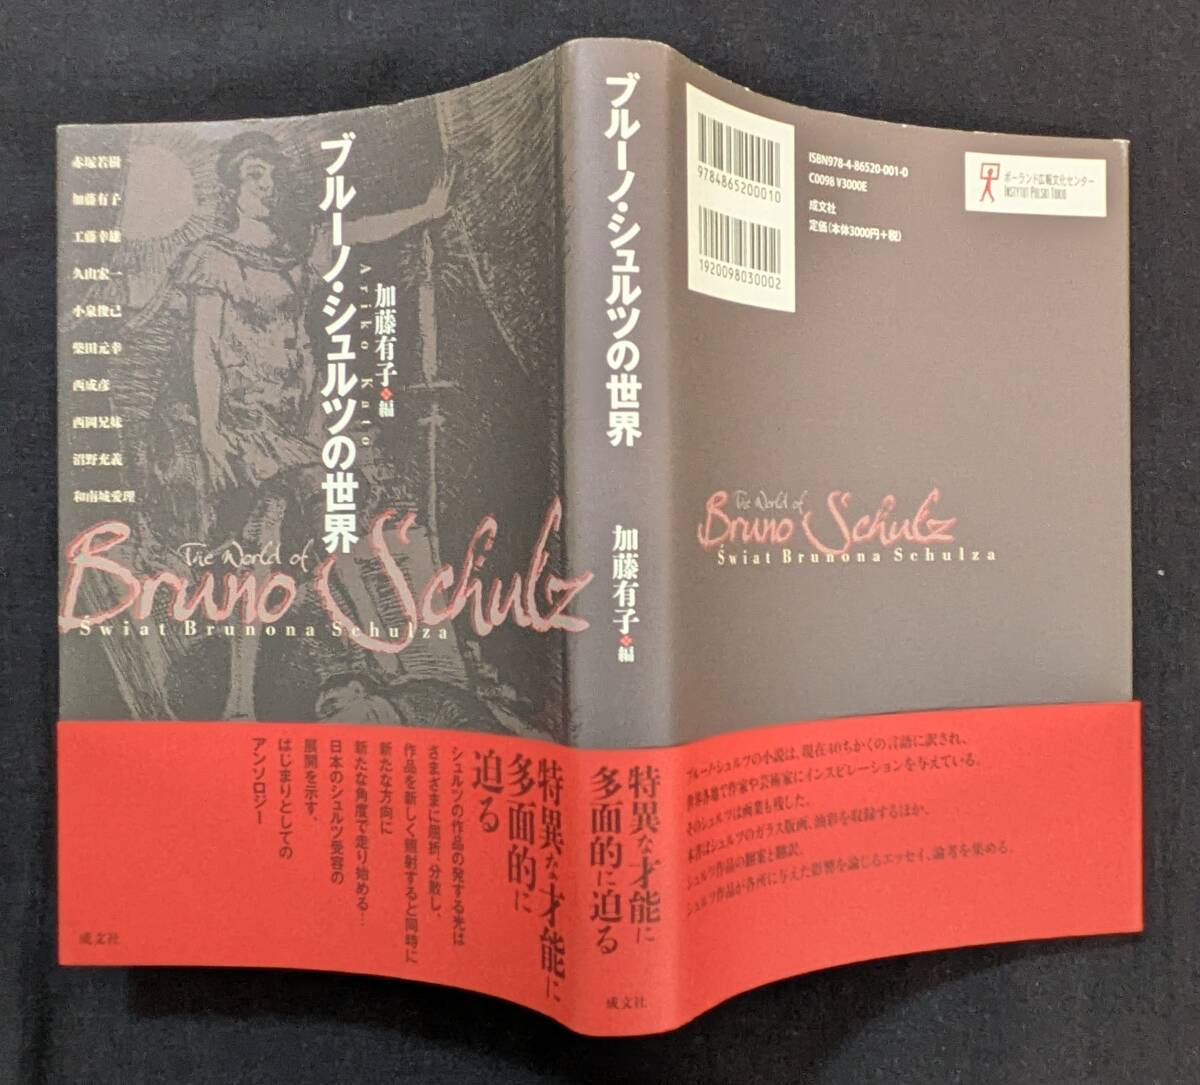 赤塚若樹
加藤有子
工藤幸雄
久山宏一
小泉俊己
柴田元幸
西成彦
西岡兄妹
沼野充義
和南城愛理
ブルーノ・シュルツの世界
加藤有子❖編
Ariko Kato
The World of
Bruno Schulz
Świat Brunona Schulza
特異な才能に
多面的に
迫る
シュルツの作品の発する光は
さまざまに屈折、分散し、
作品を新しく照射すると同時に
新たな方向に
新たな角度で走り始める…
日本のシュルツ受容の
展開を示す、
はじまりとしての
アンソロジー
成文社
ブルーノ・シュルツの世界
加藤有子❖編
特異な才能に
多面的に迫る
成文社
9784865200010
1920098030002
ISBN978-4-86520-001-0
C0098 ¥3000E
成文社
定価(本体3000円+税)
ポーランド広報文化センター
INSTYTUT POLSKI TOKIO
The World of
Bruno Schulz
Świat Brunona Schulza
ブルーノ・シュルツの小説は、現在40ちかくの言語に訳され、
世界各地で作家や芸術家にインスピレーションを与えている。
そのシュルツは画業も残した。
本書はシュルツのガラス版画、油彩を収録するほか、
シュルツ作品の翻案と翻訳、
シュルツ作品が各所に与えた影響を論じるエッセイ、論考を集める。